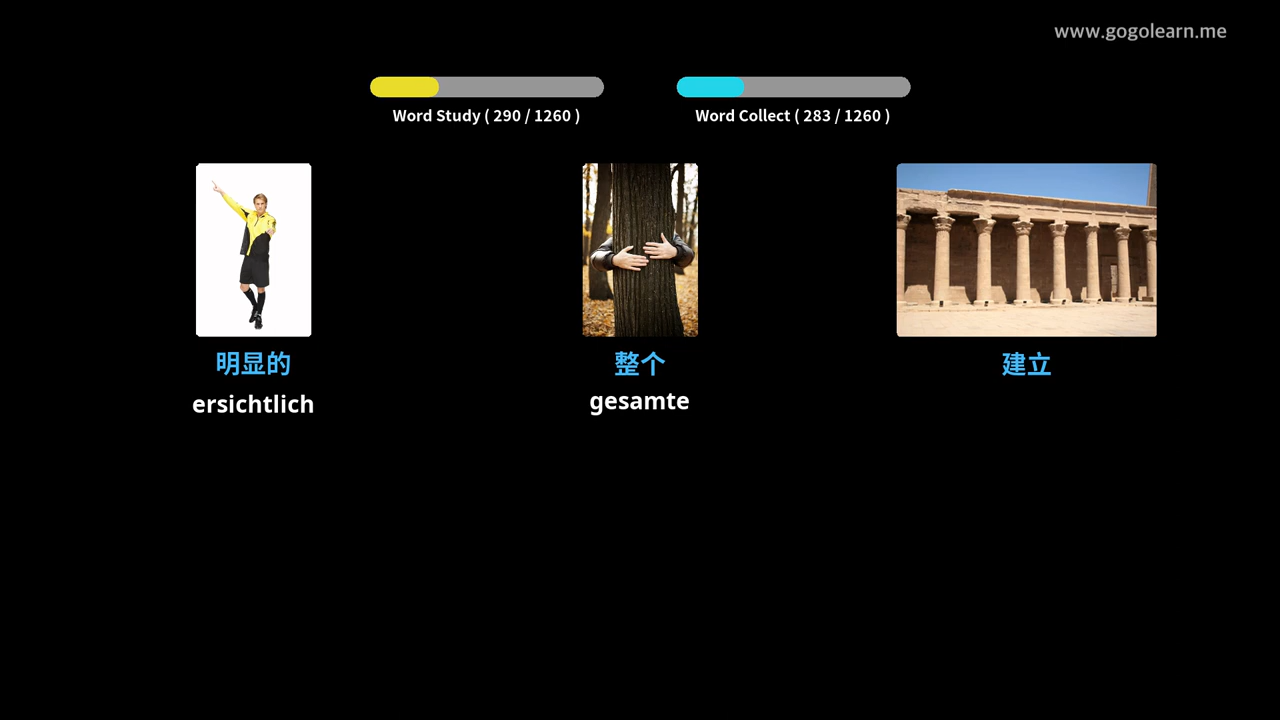 www.gogolearn.me
Word Study ( 290 / 1260 )
Word Collect ( 283 / 1260 )
明显的
整个
建立
ersichtlich
gesamte